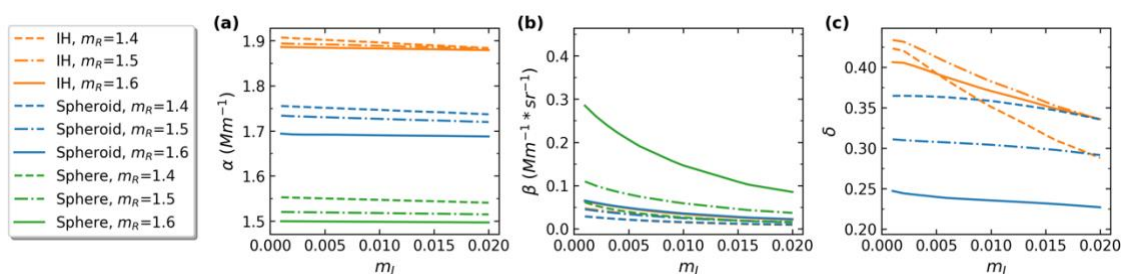 IH, m_R=1.4
IH, m_R=1.5
IH, m_R=1.6
Spheroid, m_R=1.4
Spheroid, m_R=1.5
Spheroid, m_R=1.6
Sphere, m_R=1.4
Sphere, m_R=1.5
Sphere, m_R=1.6
(a)
α (Mm⁻¹)
1.9
1.8
1.7
1.6
1.5
0.000 0.005 0.010 0.015 0.020
m_I
(b)
β (Mm⁻¹ * sr⁻¹)
0.4
0.3
0.2
0.1
0.0
0.000 0.005 0.010 0.015 0.020
m_I
(c)
δ
0.40
0.35
0.30
0.25
0.20
0.000 0.005 0.010 0.015 0.020
m_I